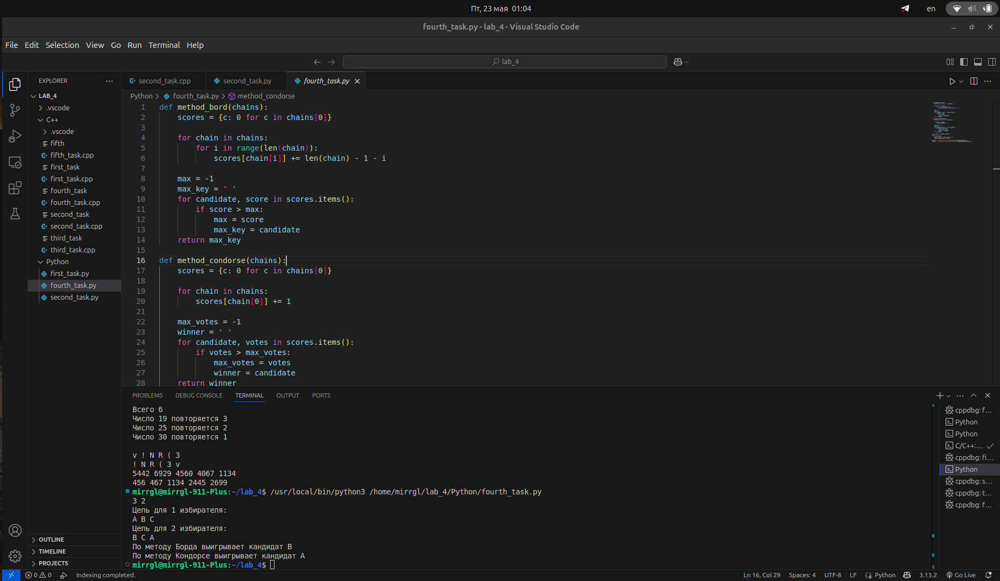 Пт, 23 мая 01:04
en
fourth_task.py - lab_4 - Visual Studio Code
File Edit Selection View Go Run Terminal Help
lab_4
EXPLORER
LAB_4
.vscode
C++
.vscode
fifth
fifth_task.cpp
first_task
first_task.cpp
fourth_task
fourth_task.cpp
second_task
second_task.cpp
third_task
third_task.cpp
Python
first_task.py
fourth_task.py
second_task.py
OUTLINE
TIMELINE
PROJECTS
second_task.cpp second_task.py fourth_task.py
Python > fourth_task.py > method_condorse
1 def method_bord(chains):
2 scores = {c: 0 for c in chains[0]}
3
4 for chain in chains:
5 for i in range(len(chain)):
6 scores[chain[i]] += len(chain) - 1 - i
7
8 max = -1
9 max_key = ' '
10 for candidate, score in scores.items():
11 if score > max:
12 max = score
13 max_key = candidate
14 return max_key
15
16 def method_condorse(chains):
17 scores = {c: 0 for c in chains[0]}
18
19 for chain in chains:
20 scores[chain[0]] += 1
21
22 max_votes = -1
23 winner = ' '
24 for candidate, votes in scores.items():
25 if votes > max_votes:
26 max_votes = votes
27 winner = candidate
28 return winner
PROBLEMS DEBUG CONSOLE TERMINAL OUTPUT PORTS
Всего 6
Число 19 повторяется 3
Число 25 повторяется 2
Число 30 повторяется 1
v ! N R ( 3
! N R ( 3 v
5442 6929 4560 4067 1134
456 467 1134 2445 2699
mirrgl@mirrgl-911-Plus:~/lab_4$ /usr/local/bin/python3 /home/mirrgl/lab_4/Python/fourth_task.py
3 2
Цепь для 1 избирателя:
A B C
Цепь для 2 избирателя:
B C A
По методу Борда выигрывает кандидат B
По методу Кондорсе выигрывает кандидат A
mirrgl@mirrgl-911-Plus:~/lab_4$
cppdbg: f...
Python
Python
C/C++:...
cppdbg: fi...
Python
cppdbg: s...
cppdbg: t...
cppdbg: f...
0 0 Indexing completed.
Ln 16, Col 29 Spaces: 4 UTF-8 LF Python 3.13.2 Go Live